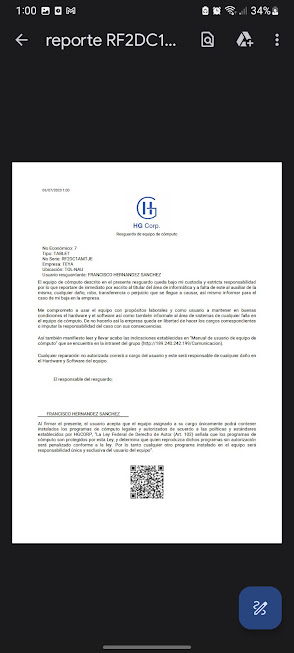 1:00
34%
reporte RF2DC1...
03/07/2023 1:00
HG Corp.
Resguardo de equipo de cómputo
No Económico: 7
Tipo: TABLET
No Serie: RF2DC1AMTJE
Empresa: TEYA
Ubicación: TOL-NAU
Usuario resguardante: FRANCISCO HERNANDEZ SANCHEZ
El equipo de cómputo descrito en el presente resguardo queda bajo mi custodia y estricta responsabilidad
por lo que reportare de inmediato por escrito al titular del área de informática y a falta de este al auxiliar de la
misma, cualquier daño, robo, transferencia o perjuicio que se llegue a causar, así mismo informar para el
caso de mi baja en la empresa.
Me comprometo a usar el equipo con propósitos laborales y como usuario a mantener en buenas
condiciones el hardware y el software así como también informarle al área de sistemas de cualquier falla en
el equipo de cómputo. De no hacerlo así la empresa queda en libertad de hacer los cargos correspondientes
o imputar la responsabilidad del caso con sus consecuencias.
Así también manifiesto leer y llevar acabo las indicaciones establecidas en "Manual de usuario de equipo de
cómputo" que se encuentra en la intranet del grupo (http://189.240.242.199/Comunicacion).
Cualquier reparación no autorizada correrá a cargo del usuario y este será responsable de cualquier daño en
el Hardware y Software del equipo.
El responsable del resguardo:
FRANCISCO HERNANDEZ SANCHEZ
Al firmar el presente, el usuario acepta que el equipo asignado a su cargo únicamente podrá contener
instalados los programas de cómputo legales y autorizados de acuerdo a las políticas y estándares
establecidos por HGCORP, "La Ley Federal de Derecho de Autor (Art. 102) señala que los programas de
cómputo son protegidos por esta Ley, y determina que quien reproduzca dichos programas sin autorización
será penalizado conforme a la ley. Por lo tanto cualquier otro programa instalado en el equipo será
responsabilidad única y exclusiva del usuario del equipo".